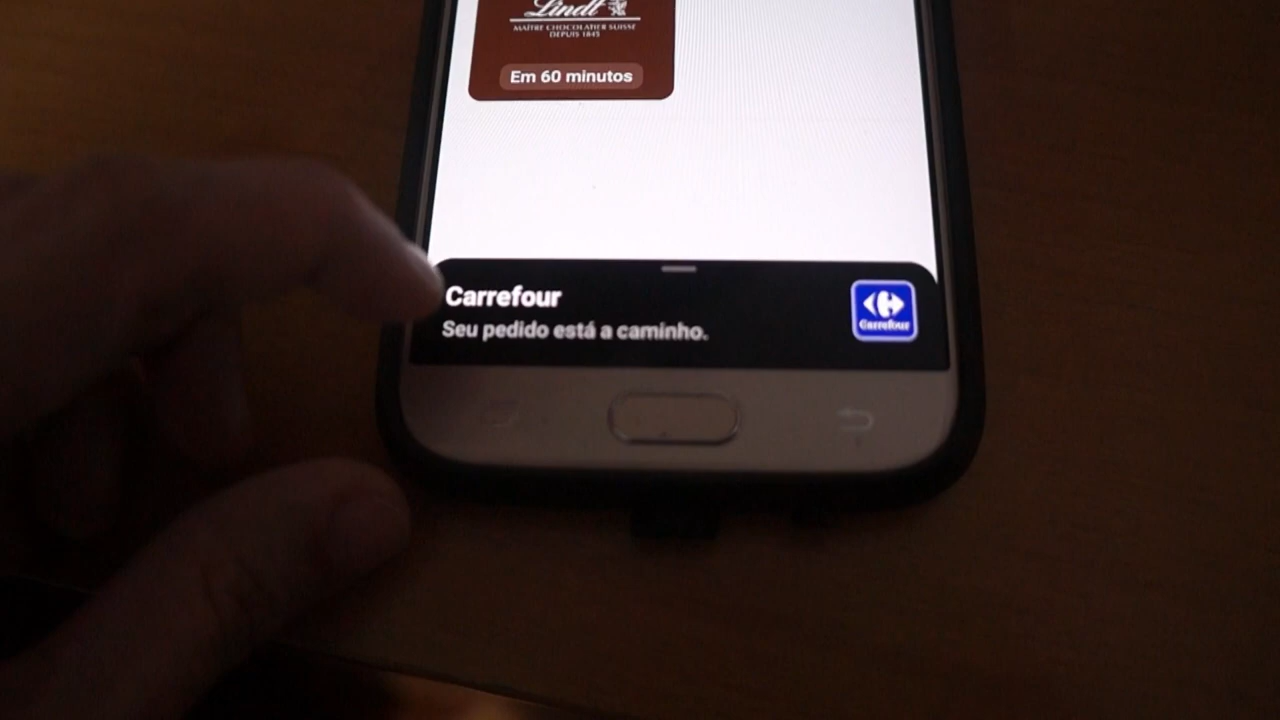 Lindt
MAÎTRE CHOCOLATIER SUISSE
DEPUIS 1845
Em 60 minutos
Carrefour
Seu pedido está a caminho.
Carrefour